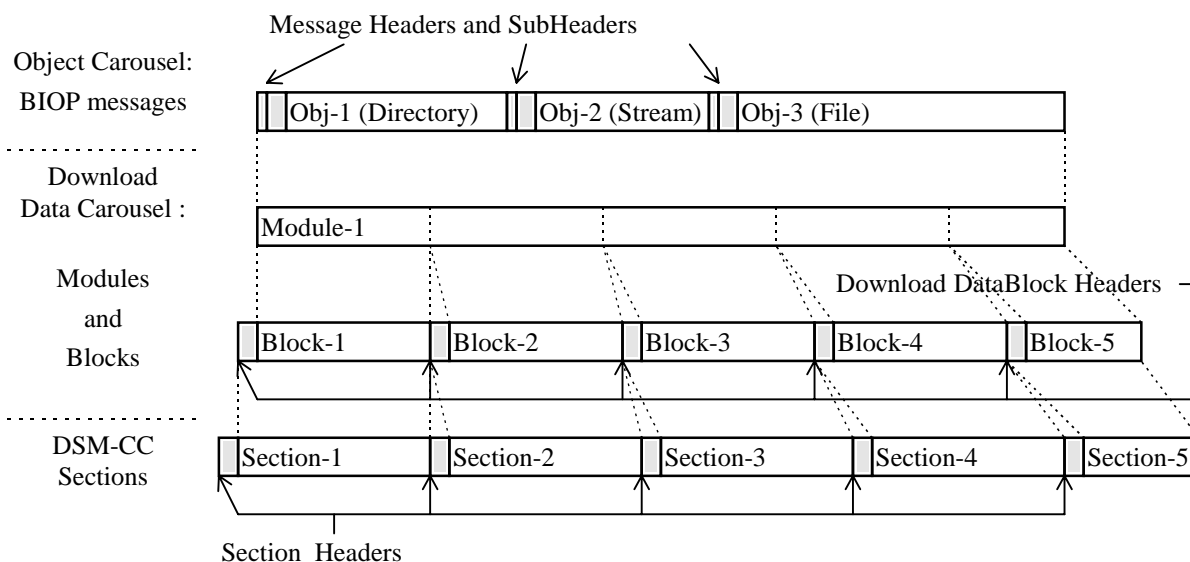 Message Headers and SubHeaders
Object Carousel:
BIOP messages
Obj-1 (Directory)
Obj-2 (Stream)
Obj-3 (File)
Download
Data Carousel :
Module-1
Modules
and
Blocks
Download DataBlock Headers
Block-1
Block-2
Block-3
Block-4
Block-5
DSM-CC
Sections
Section-1
Section-2
Section-3
Section-4
Section-5
Section Headers